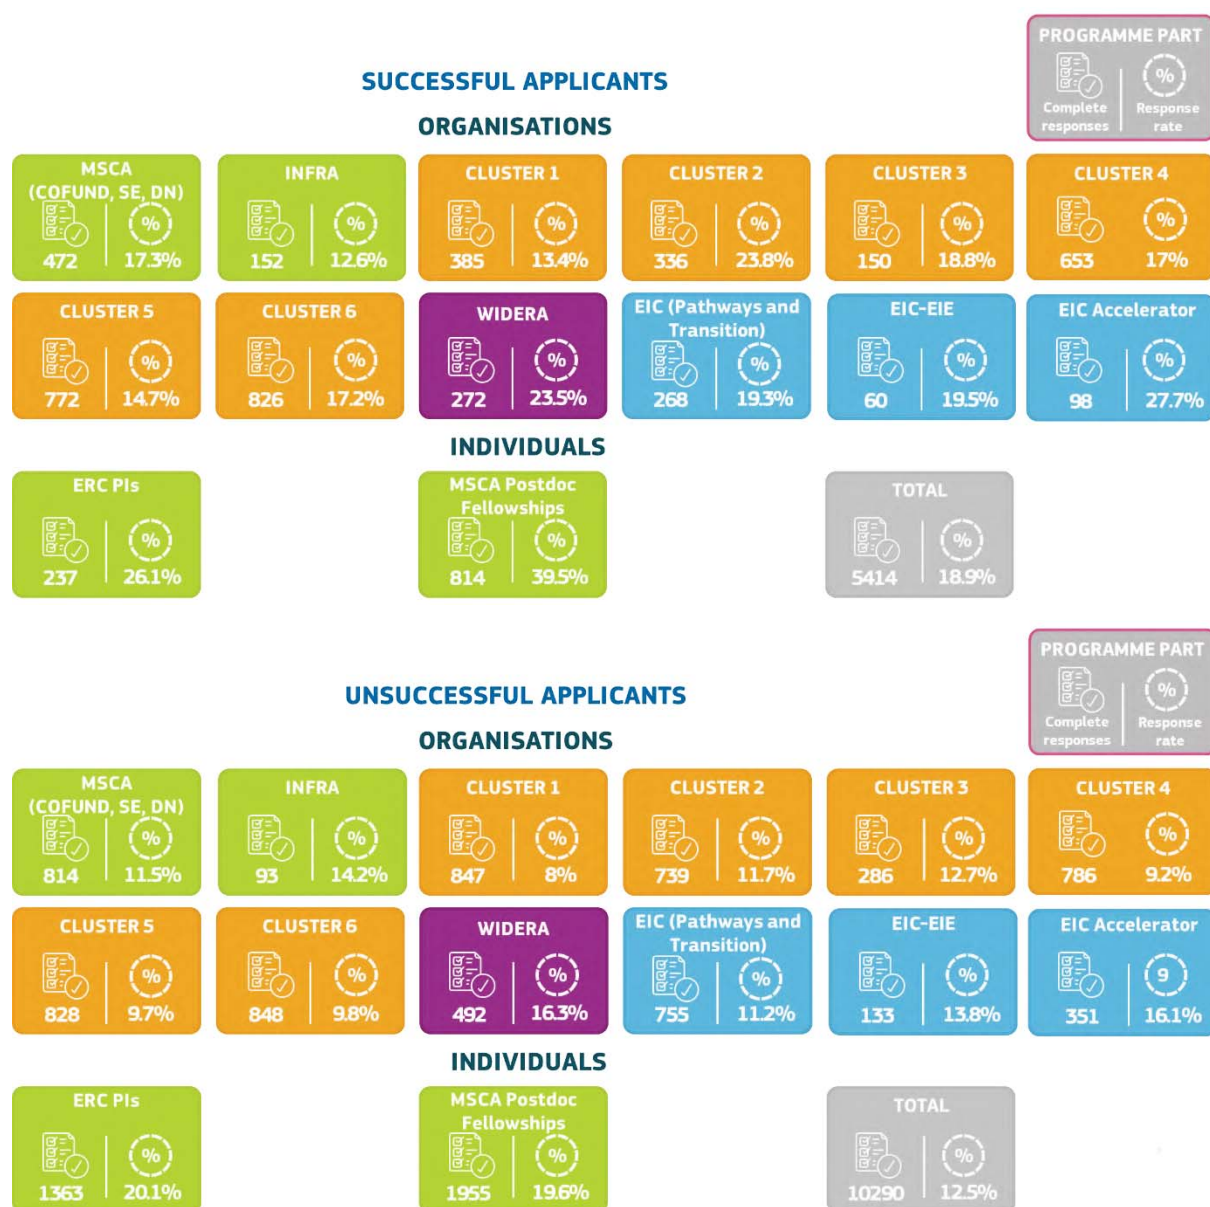 PROGRAMME PART
%
Complete responses
Response rate
SUCCESSFUL APPLICANTS
ORGANISATIONS
MSCA
(COFUND, SE, DN)
%
472 17.3%
INFRA
%
152 12.6%
CLUSTER 1
%
385 13.4%
CLUSTER 2
%
336 23.8%
CLUSTER 3
%
150 18.8%
CLUSTER 4
%
653 17%
CLUSTER 5
%
772 14.7%
CLUSTER 6
%
826 17.2%
WIDERA
%
272 23.5%
EIC (Pathways and
Transition)
%
268 19.3%
EIC-EIE
%
60 19.5%
EIC Accelerator
%
98 27.7%
INDIVIDUALS
ERC PIs
%
237 26.1%
MSCA Postdoc
Fellowships
%
814 39.5%
TOTAL
%
5414 18.9%
PROGRAMME PART
%
Complete responses
Response rate
UNSUCCESSFUL APPLICANTS
ORGANISATIONS
MSCA
(COFUND, SE, DN)
%
814 11.5%
INFRA
%
93 14.2%
CLUSTER 1
%
847 8%
CLUSTER 2
%
739 11.7%
CLUSTER 3
%
286 12.7%
CLUSTER 4
%
786 9.2%
CLUSTER 5
%
828 9.7%
CLUSTER 6
%
848 9.8%
WIDERA
%
492 16.3%
EIC (Pathways and
Transition)
%
755 11.2%
EIC-EIE
%
133 13.8%
EIC Accelerator
9
351 16.1%
INDIVIDUALS
ERC PIs
%
1363 20.1%
MSCA Postdoc
Fellowships
%
1955 19.6%
TOTAL
%
10290 12.5%